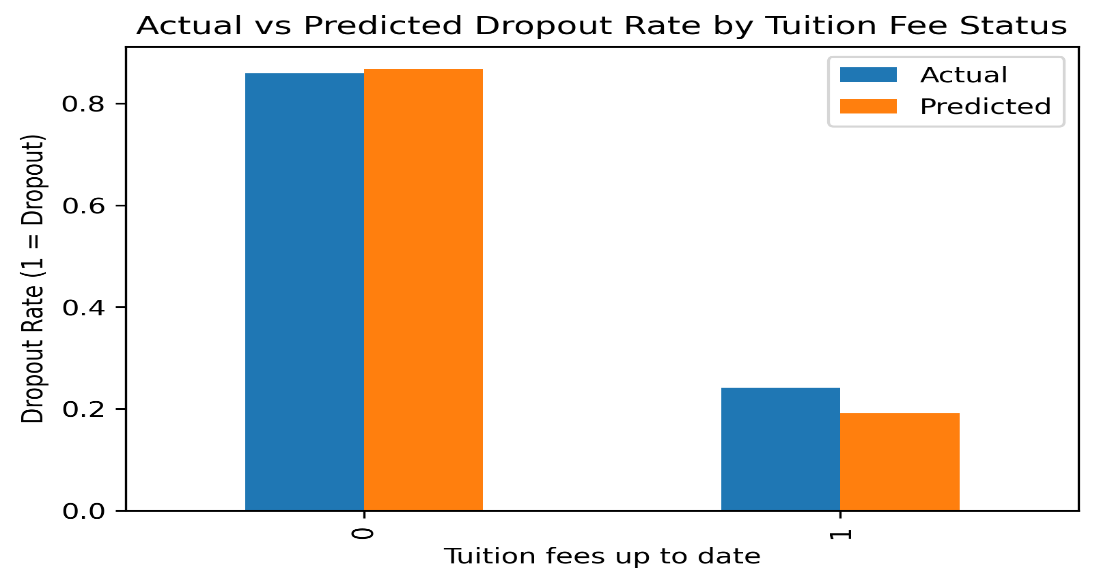 Actual vs Predicted Dropout Rate by Tuition Fee Status
Actual
Predicted
Dropout Rate (1 = Dropout)
0.8
0.6
0.4
0.2
0.0
0
1
Tuition fees up to date